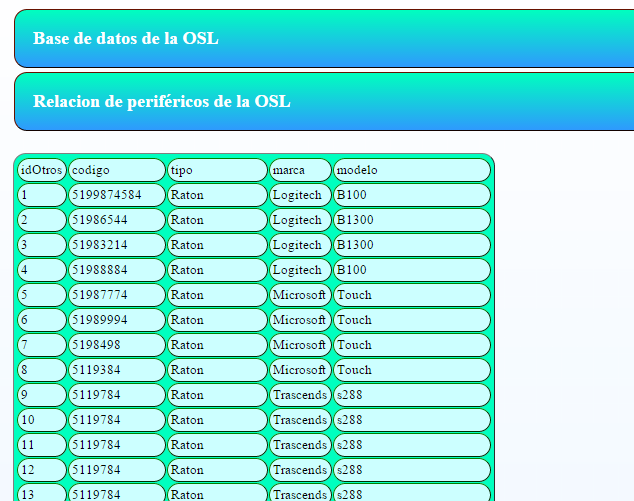 Base de datos de la OSL
Relacion de periféricos de la OSL
idOtros codigo tipo marca modelo
1 5199874584 Raton Logitech B100
2 51986544 Raton Logitech B1300
3 51983214 Raton Logitech B1300
4 51988884 Raton Logitech B100
5 51987774 Raton Microsoft Touch
6 51989994 Raton Microsoft Touch
7 5198498 Raton Microsoft Touch
8 5119384 Raton Microsoft Touch
9 5119784 Raton Trascends s288
10 5119784 Raton Trascends s288
11 5119784 Raton Trascends s288
12 5119784 Raton Trascends s288
13 5119784 Raton Trascends s288